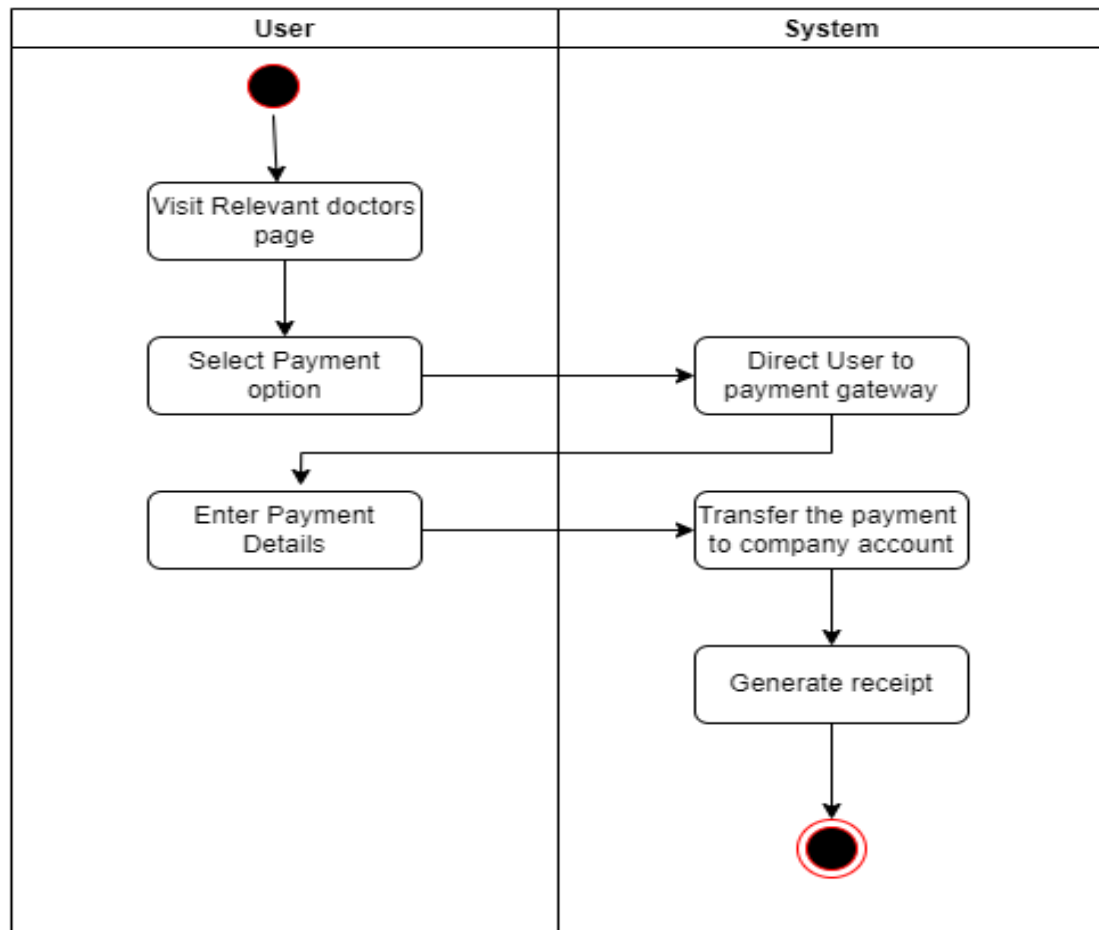 User
System
Visit Relevant doctors
page
Select Payment
option
Direct User to
payment gateway
Enter Payment
Details
Transfer the payment
to company account
Generate receipt